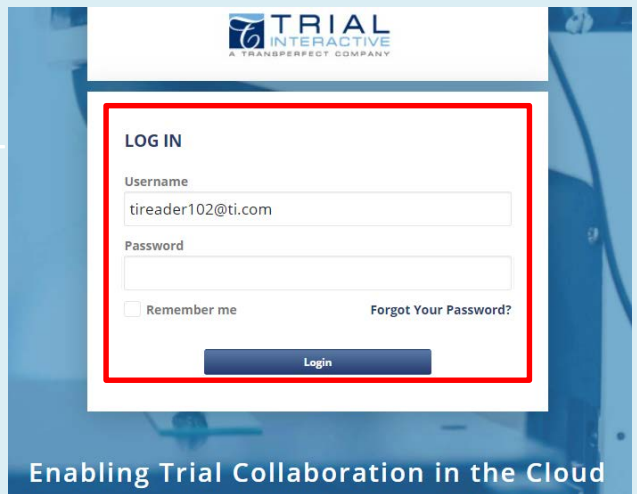 TRIAL
INTERACTIVE
A TRANSPERFECT COMPANY
LOG IN
Username
tireader102@ti.com
Password
Remember me
Forgot Your Password?
Login
Enabling Trial Collaboration in the Cloud